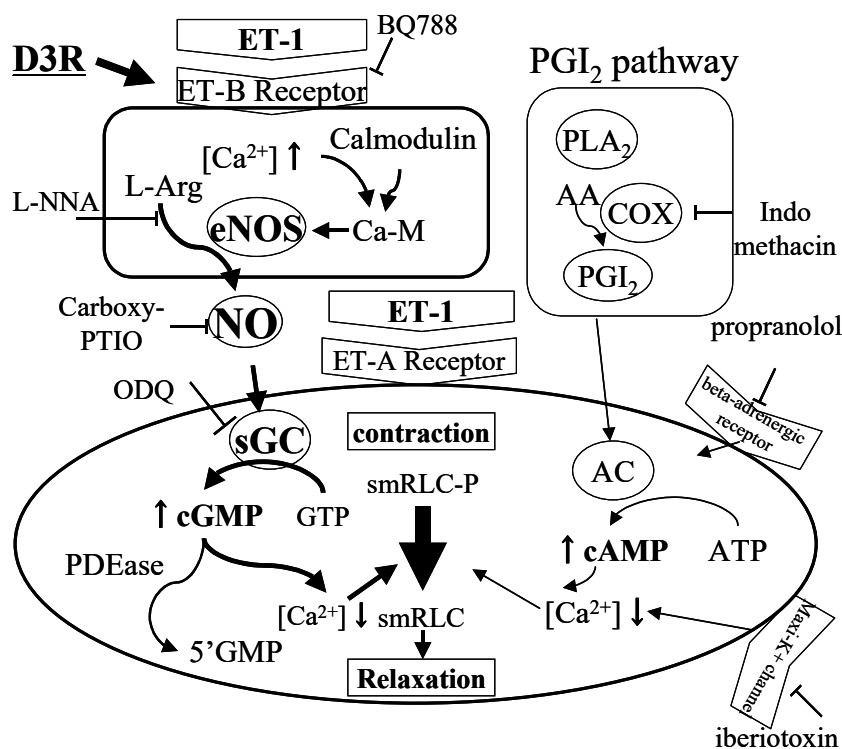 ET-1
BQ788
D3R
ET-B Receptor
PGI₂ pathway
Calmodulin
[Ca²⁺] ↑
L-Arg
L-NNA
eNOS
Ca-M
PLA₂
AA
COX
Indo
methacin
PGI₂
Carboxy-
PTIO
NO
ET-1
ET-A Receptor
propranolol
ODQ
beta-adrenergic
receptor
sGC
contraction
AC
smRLC-P
↑ cGMP
GTP
↑ cAMP
ATP
PDEase
[Ca²⁺] ↓
smRLC
[Ca²⁺] ↓
5’GMP
Relaxation
Maxi-K+ channel
iberiotoxin